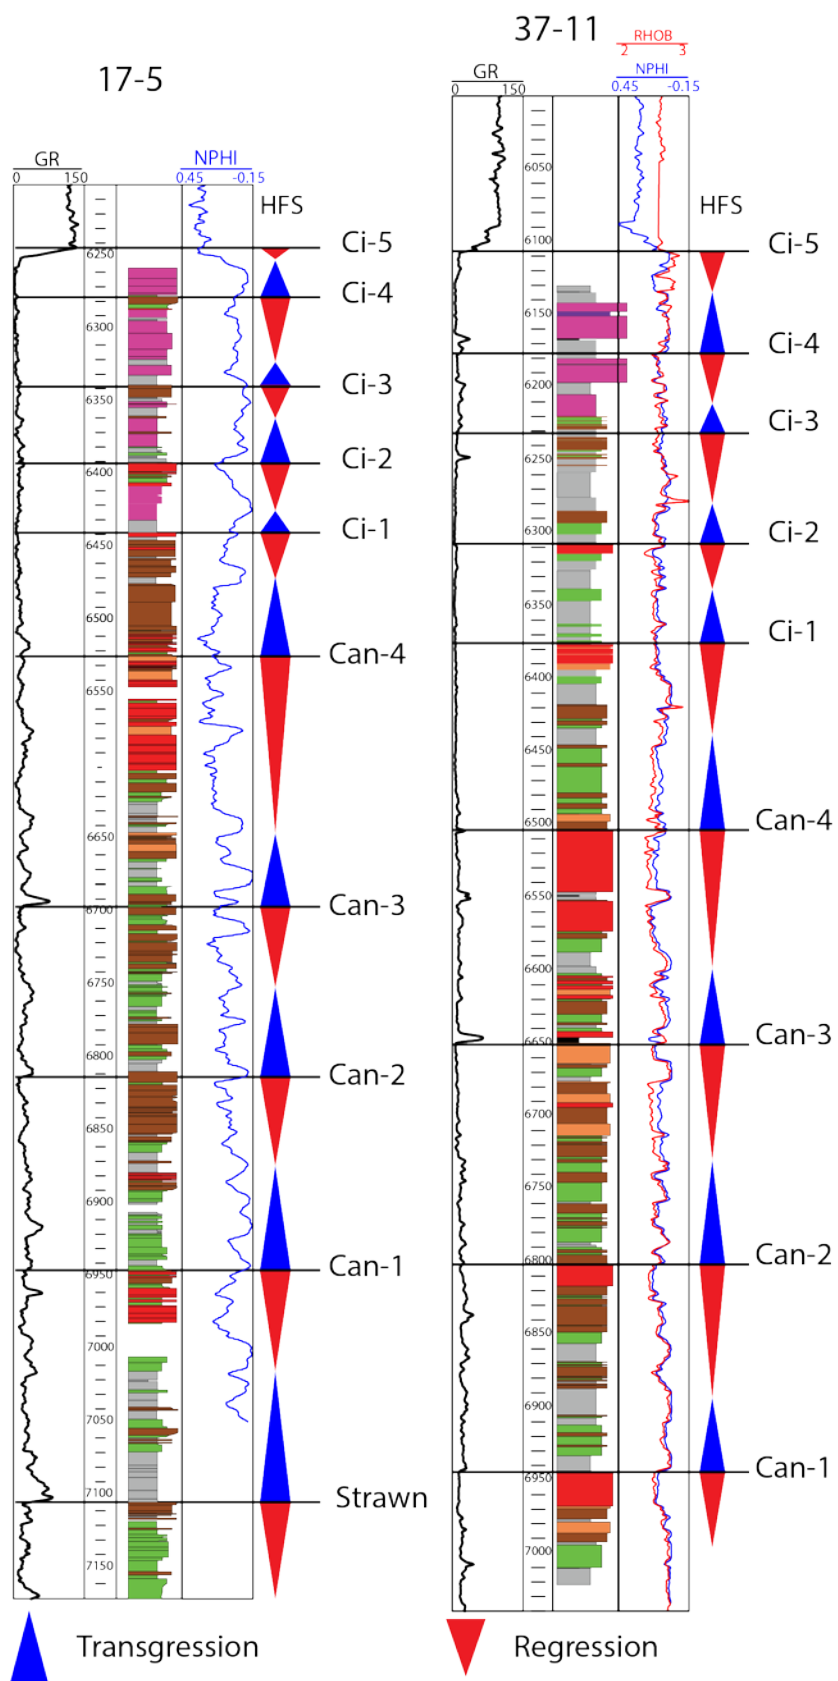 17-5
GR
0 150
NPHI
0.45 -0.15
HFS
Ci-5
6250
Ci-4
6300
Ci-3
6350
Ci-2
6400
Ci-1
6450
6500
Can-4
6550
6650
Can-3
6700
6750
6800
Can-2
6850
6900
Can-1
6950
7000
7050
7100
Strawn
7150
Transgression
37-11
RHOB
2 3
GR
NPHI
0 150
0.45 -0.15
6050
HFS
6100
Ci-5
6150
Ci-4
6200
Ci-3
6250
6300
Ci-2
6350
Ci-1
6400
6450
6500
Can-4
6550
6600
Can-3
6650
6700
6750
6800
Can-2
6850
6900
Can-1
6950
7000
Regression